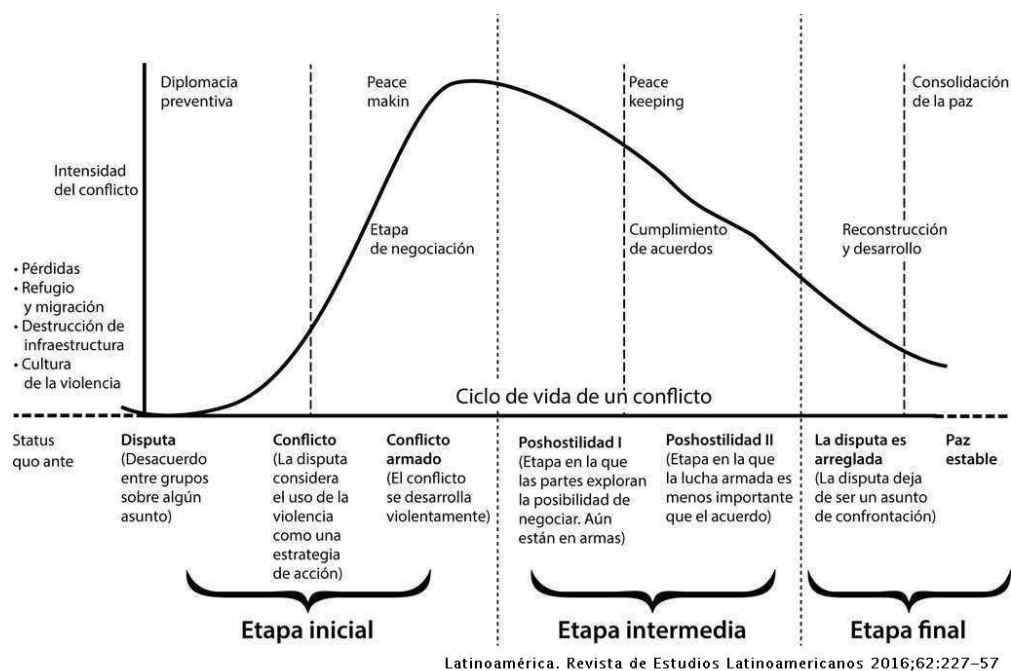 Diplomacia
preventiva
Peace
makin
Peace
keeping
Consolidación
de la paz
Intensidad
del conflicto
Etapa
de negociación
Cumplimiento
de acuerdos
Reconstrucción
y desarrollo
• Pérdidas
• Refugio
y migración
• Destrucción de
infraestructura
• Cultura
de la violencia
Ciclo de vida de un conflicto
Status
quo ante
Disputa
(Desacuerdo
entre grupos
sobre algún
asunto)
Conflicto
(La disputa
considera
el uso de la
violencia
como una
estrategia
de acción)
Conflicto
armado
(El conflicto
se desarrolla
violentamente)
Poshostilidad I
(Etapa en la que
las partes exploran
la posibilidad de
negociar. Aún
están en armas)
Poshostilidad II
(Etapa en la que
la lucha armada es
menos importante
que el acuerdo)
La disputa es
arreglada
(La disputa deja
de ser un asunto
de confrontación)
Paz
estable
Etapa inicial
Etapa intermedia
Etapa final
Latinoamérica. Revista de Estudios Latinoamericanos 2016;62:227–57